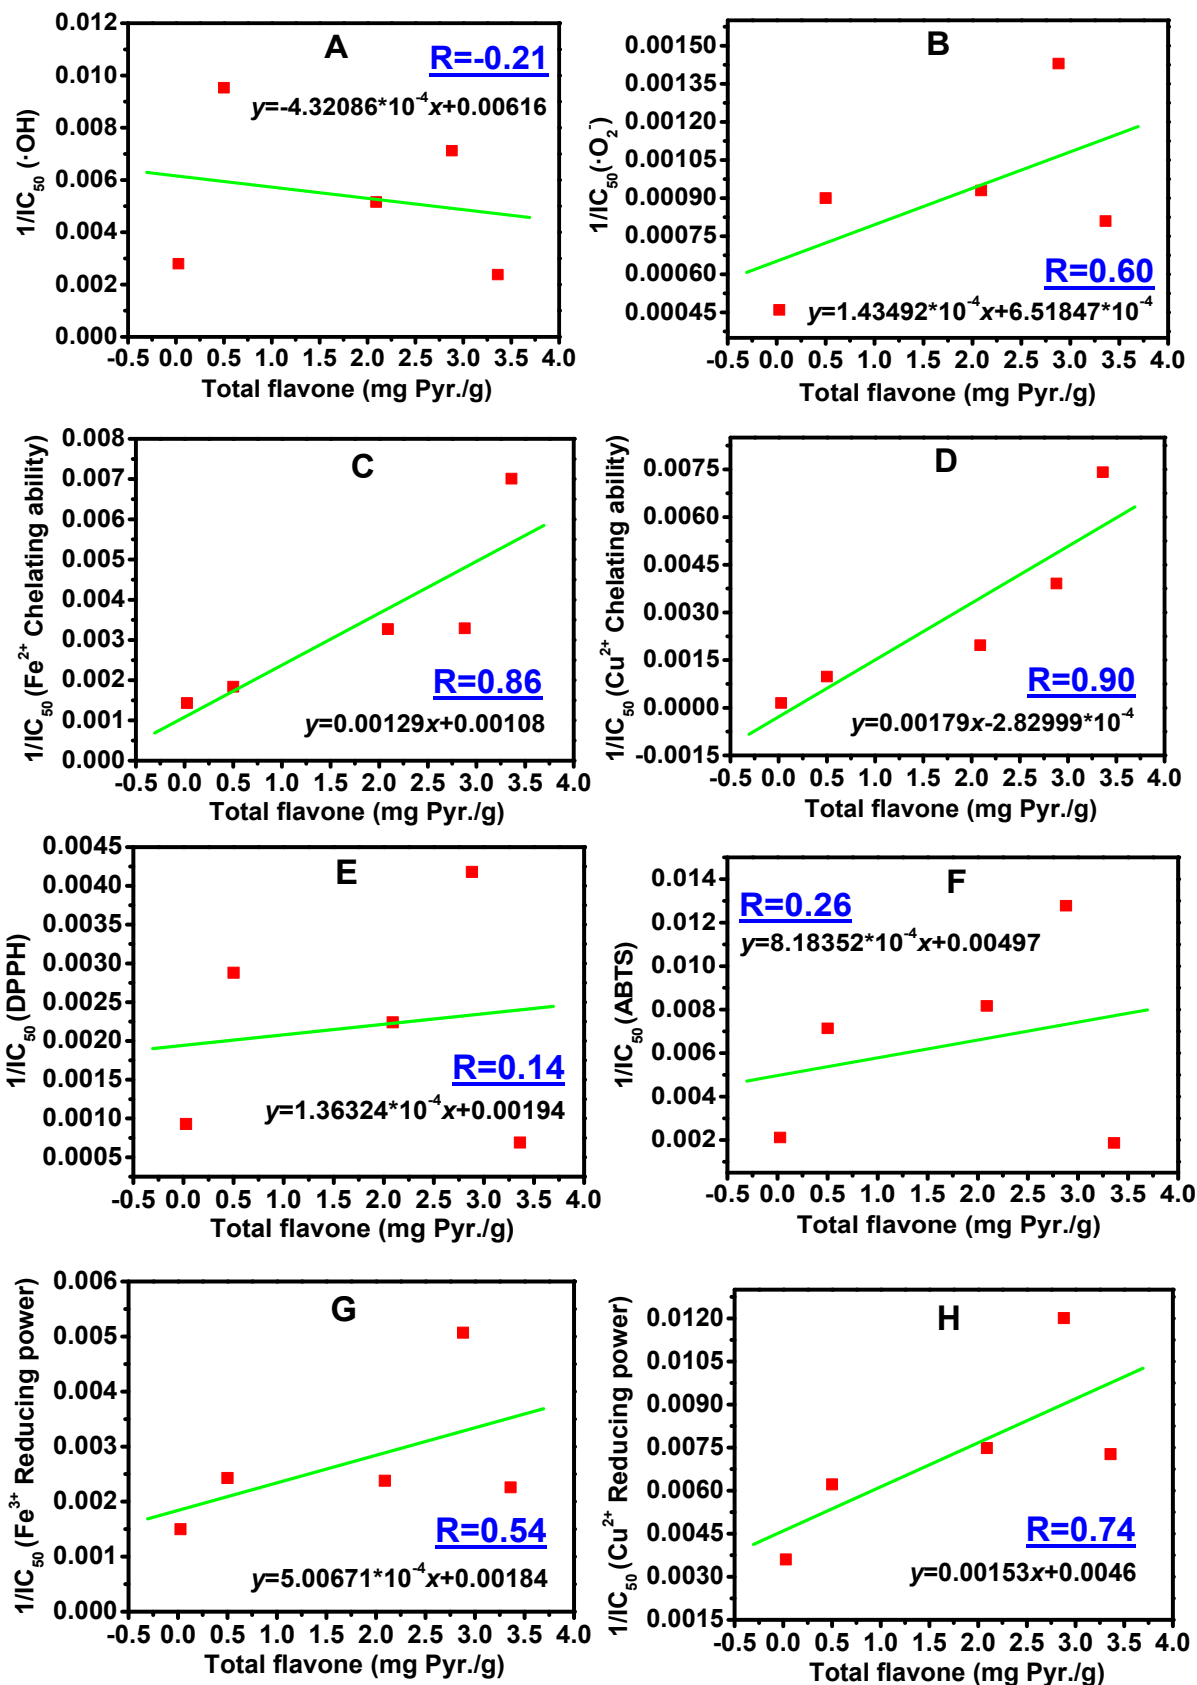 A
R=-0.21
y=-4.32086*10⁻⁴x+0.00616
1/IC₅₀ (·OH)
0.012
0.010
0.008
0.006
0.004
0.002
0.000
-0.5 0.0 0.5 1.0 1.5 2.0 2.5 3.0 3.5 4.0
Total flavone (mg Pyr./g)
B
R=0.60
y=1.43492*10⁻⁴x+6.51847*10⁻⁴
1/IC₅₀ (·O₂⁻)
0.00150
0.00135
0.00120
0.00105
0.00090
0.00075
0.00060
0.00045
-0.5 0.0 0.5 1.0 1.5 2.0 2.5 3.0 3.5 4.0
Total flavone (mg Pyr./g)
C
R=0.86
y=0.00129x+0.00108
1/IC₅₀ (Fe²⁺ Chelating ability)
0.008
0.007
0.006
0.005
0.004
0.003
0.002
0.001
0.000
-0.5 0.0 0.5 1.0 1.5 2.0 2.5 3.0 3.5 4.0
Total flavone (mg Pyr./g)
D
R=0.90
y=0.00179x-2.82999*10⁻⁴
1/IC₅₀ (Cu²⁺ Chelating ability)
0.0075
0.0060
0.0045
0.0030
0.0015
0.0000
-0.0015
-0.5 0.0 0.5 1.0 1.5 2.0 2.5 3.0 3.5 4.0
Total flavone (mg Pyr./g)
E
R=0.14
y=1.36324*10⁻⁴x+0.00194
1/IC₅₀ (DPPH)
0.0045
0.0040
0.0035
0.0030
0.0025
0.0020
0.0015
0.0010
0.0005
-0.5 0.0 0.5 1.0 1.5 2.0 2.5 3.0 3.5 4.0
Total flavone (mg Pyr./g)
F
R=0.26
y=8.18352*10⁻⁴x+0.00497
1/IC₅₀ (ABTS)
0.014
0.012
0.010
0.008
0.006
0.004
0.002
-0.5 0.0 0.5 1.0 1.5 2.0 2.5 3.0 3.5 4.0
Total flavone (mg Pyr./g)
G
R=0.54
y=5.00671*10⁻⁴x+0.00184
1/IC₅₀ (Fe³⁺ Reducing power)
0.006
0.005
0.004
0.003
0.002
0.001
0.000
-0.5 0.0 0.5 1.0 1.5 2.0 2.5 3.0 3.5 4.0
Total flavone (mg Pyr./g)
H
R=0.74
y=0.00153x+0.0046
1/IC₅₀ (Cu²⁺ Reducing power)
0.0120
0.0105
0.0090
0.0075
0.0060
0.0045
0.0030
0.0015
-0.5 0.0 0.5 1.0 1.5 2.0 2.5 3.0 3.5 4.0
Total flavone (mg Pyr./g)